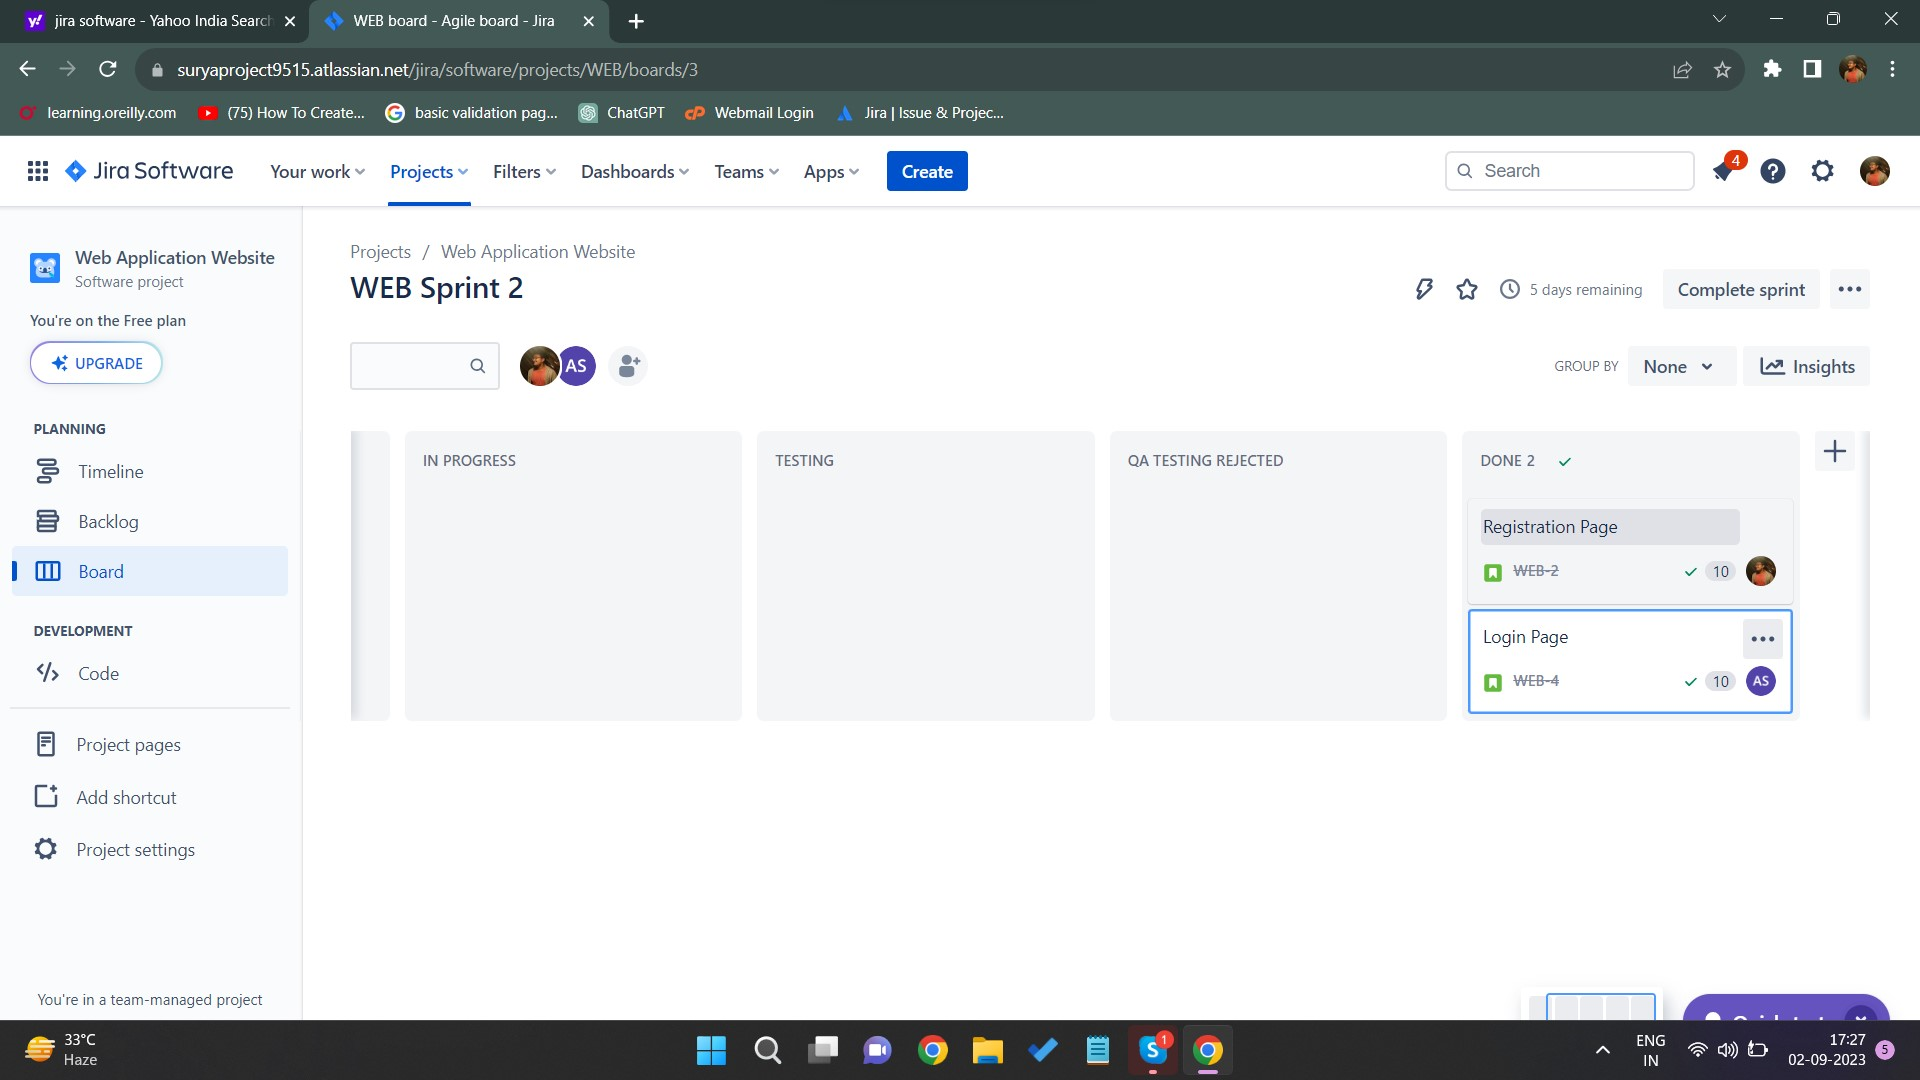 jira software - Yahoo India Search
WEB board - Agile board - Jira
suryaproject9515.atlassian.net/jira/software/projects/WEB/boards/3
learning.oreilly.com
(75) How To Create...
basic validation pag...
ChatGPT
Webmail Login
Jira | Issue & Projec...
Jira Software
Your work
Projects
Filters
Dashboards
Teams
Apps
Create
Search
4
Web Application Website
Software project
You're on the Free plan
UPGRADE
PLANNING
Timeline
Backlog
Board
DEVELOPMENT
Code
Project pages
Add shortcut
Project settings
You're in a team-managed project
Projects / Web Application Website
WEB Sprint 2
5 days remaining
Complete sprint
AS
GROUP BY
None
Insights
IN PROGRESS
TESTING
QA TESTING REJECTED
DONE 2
Registration Page
WEB-2
10
Login Page
WEB-4
10
AS
33°C
Haze
S
1
ENG
IN
17:27
02-09-2023
5